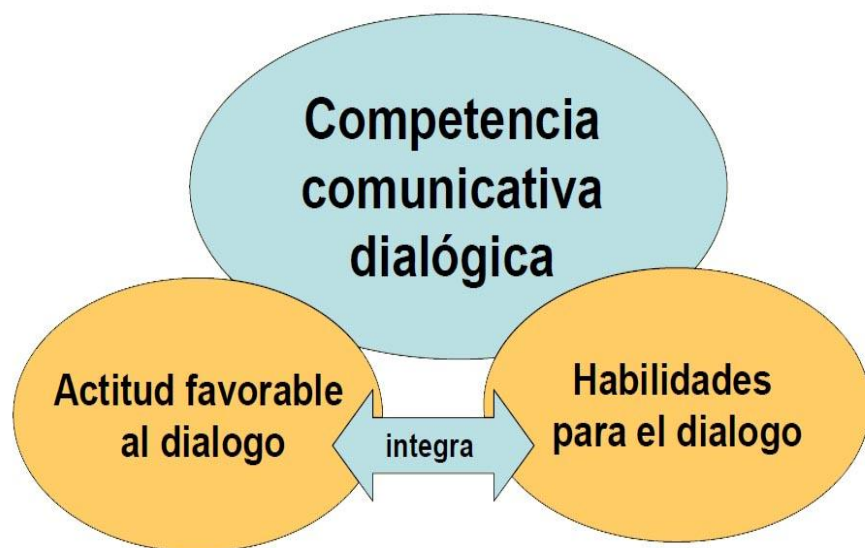 Competencia
comunicativa
dialógica
Actitud favorable
al dialogo
integra
Habilidades
para el dialogo